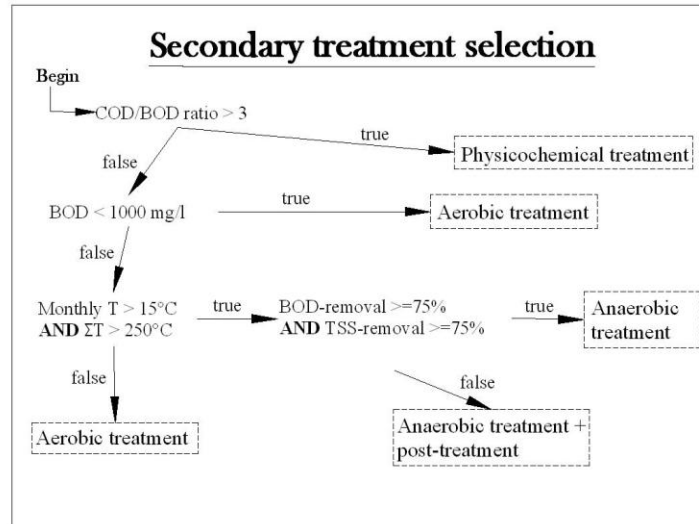 Secondary treatment selection
Begin
COD/BOD ratio > 3
true
false
Physicochemical treatment
BOD < 1000 mg/l
true
Aerobic treatment
false
Monthly T > 15°C
AND ΣT > 250°C
true
BOD-removal >=75%
AND TSS-removal >=75%
true
Anaerobic
treatment
false
false
Aerobic treatment
Anaerobic treatment +
post-treatment